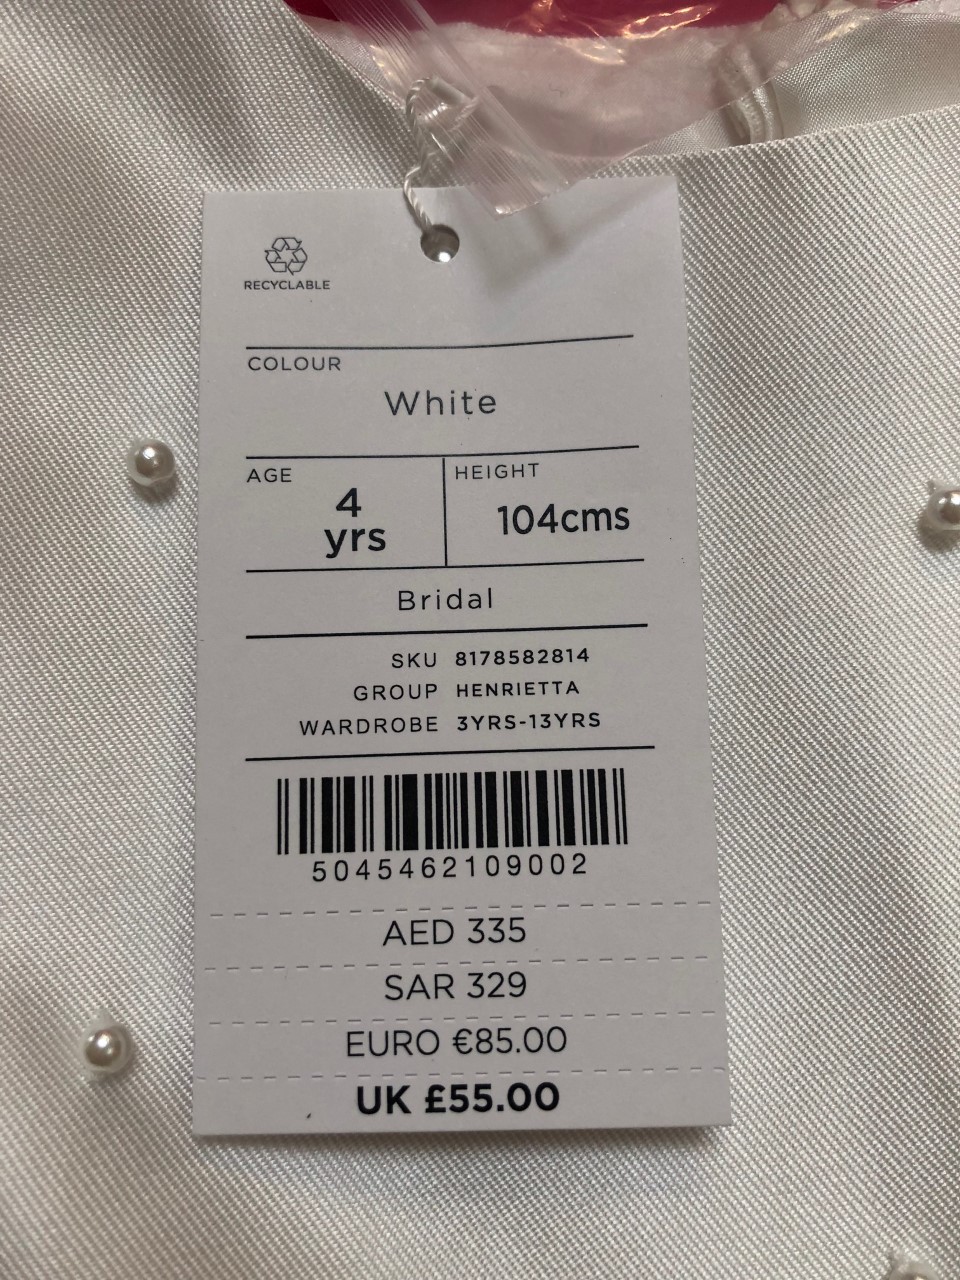 RECYCLABLE
COLOUR
White
AGE
4
yrs
HEIGHT
104cms
Bridal
SKU 8178582814
GROUP HENRIETTA
WARDROBE 3YRS-13YRS
5045462109002
AED 335
SAR 329
EURO €85.00
UK £55.00